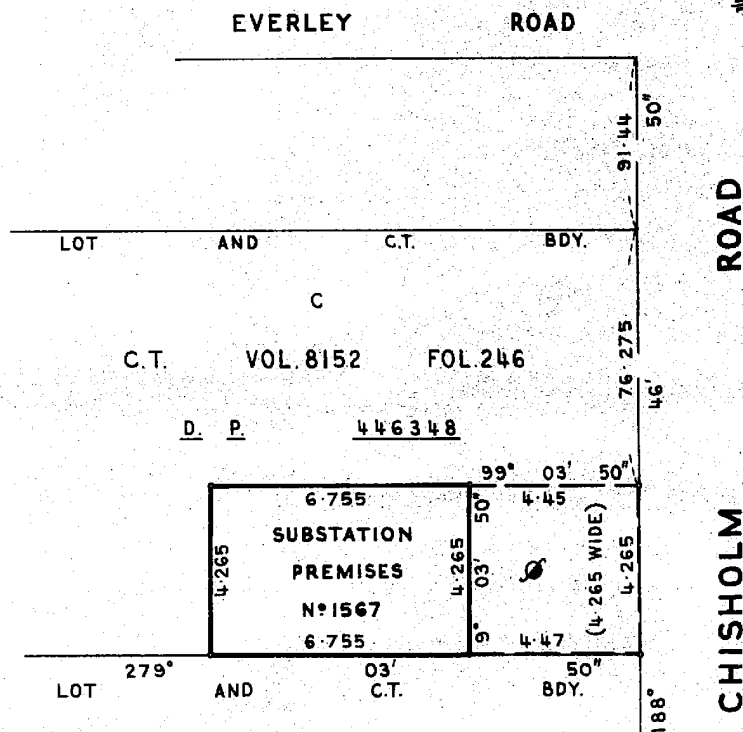 EVERLEY ROAD
91·44
50"
LOT AND C.T. BDY.
ROAD
C
C.T. VOL. 8152 FOL. 246
76·275
46'
D. P. 446348
99° 03' 50"
6·755
4·45
50"
SUBSTATION
PREMISES
Nº 1567
4·265
4·265
03'
(4·265 WIDE)
4·265
6·755
9°
4·47
279° 03' 50"
LOT AND C.T. BDY.
188°
CHISHOLM